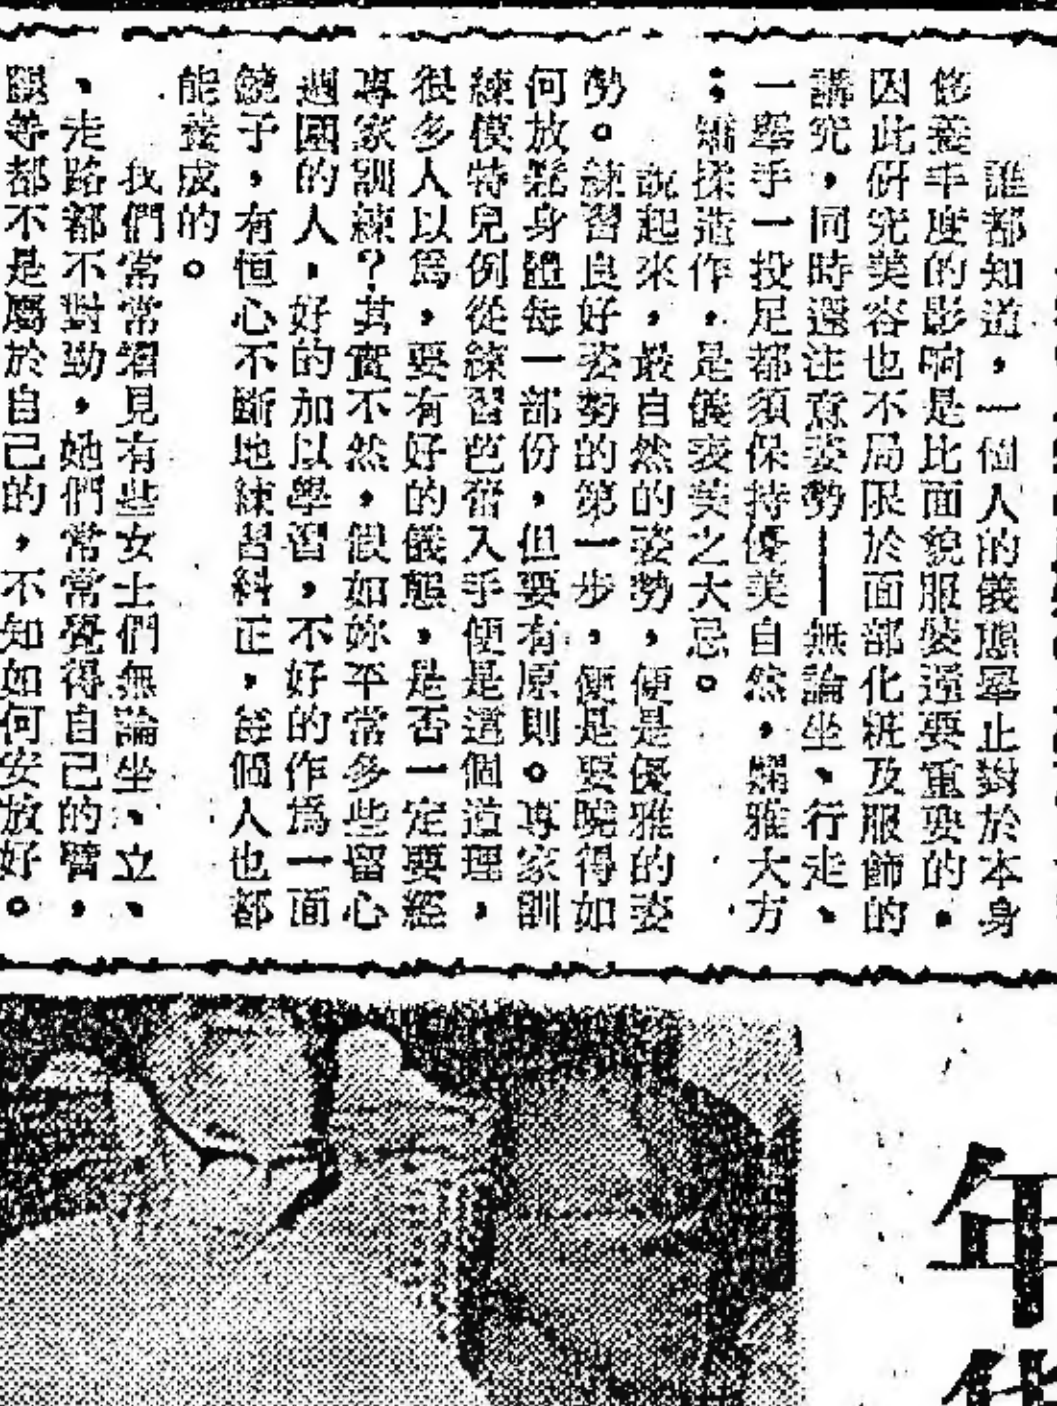 誰都知道，一個人的儀態舉止對於本身
修養丰度的影响是比面貌服裝還要重要的。
因此研究美容也不局限於面部化粧及服飾的
講究，同時還注意姿勢——無論坐、行走、
一舉手一投足都須保持優美自然，嫻雅大方
；矯揉造作，是儀表美之大忌。
說起來，最自然的姿勢，便是優雅的姿
勢。練習良好姿勢的第一步，便是要曉得如
何放鬆身體每一部份，但要有原則。專家訓
練模特兒例從練習芭蕾入手便是這個道理，
很多人以爲，要有好的儀態，是否一定要經
專家訓練？其實不然，假如妳平常多些留心
週圍的人，好的加以學習，不好的作爲一面
鏡子，有恒心不斷地練習糾正，每個人也都
能養成的。
我們常常看見有些女士們無論坐、立、
、走路都不對勁，她們常常覺得自己的臂，
腿等都不是屬於自己的，不知如何安放好。
年